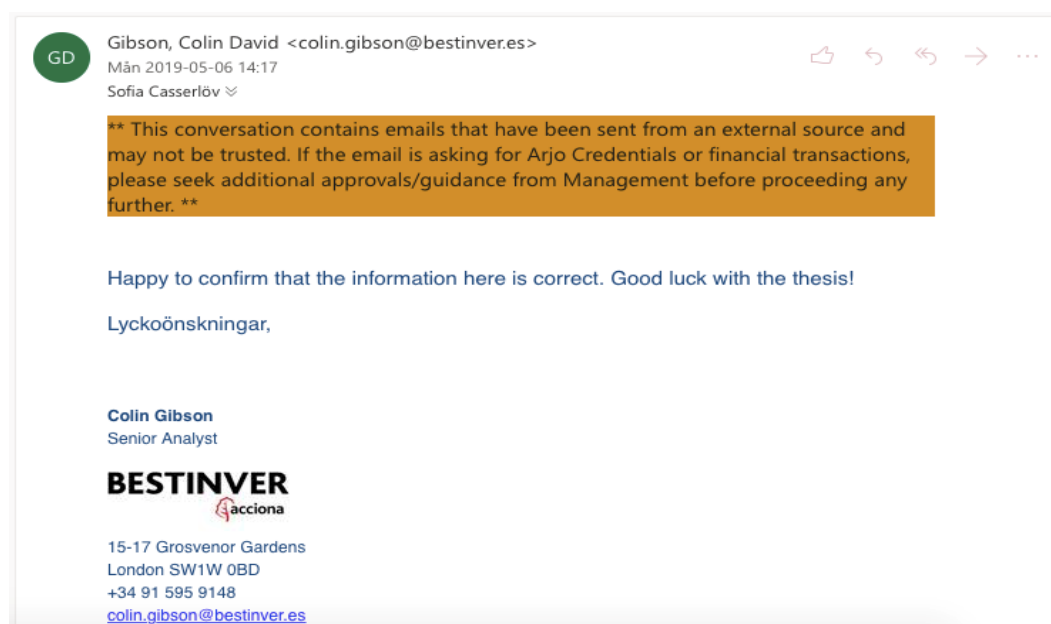 GD
Gibson, Colin David <colin.gibson@bestinver.es>
Mån 2019-05-06 14:17
Sofia Casserlöv
** This conversation contains emails that have been sent from an external source and
may not be trusted. If the email is asking for Arjo Credentials or financial transactions,
please seek additional approvals/guidance from Management before proceeding any
further. **
Happy to confirm that the information here is correct. Good luck with the thesis!
Lyckoönskningar,
Colin Gibson
Senior Analyst
BESTINVER
acciona
15-17 Grosvenor Gardens
London SW1W 0BD
+34 91 595 9148
colin.gibson@bestinver.es